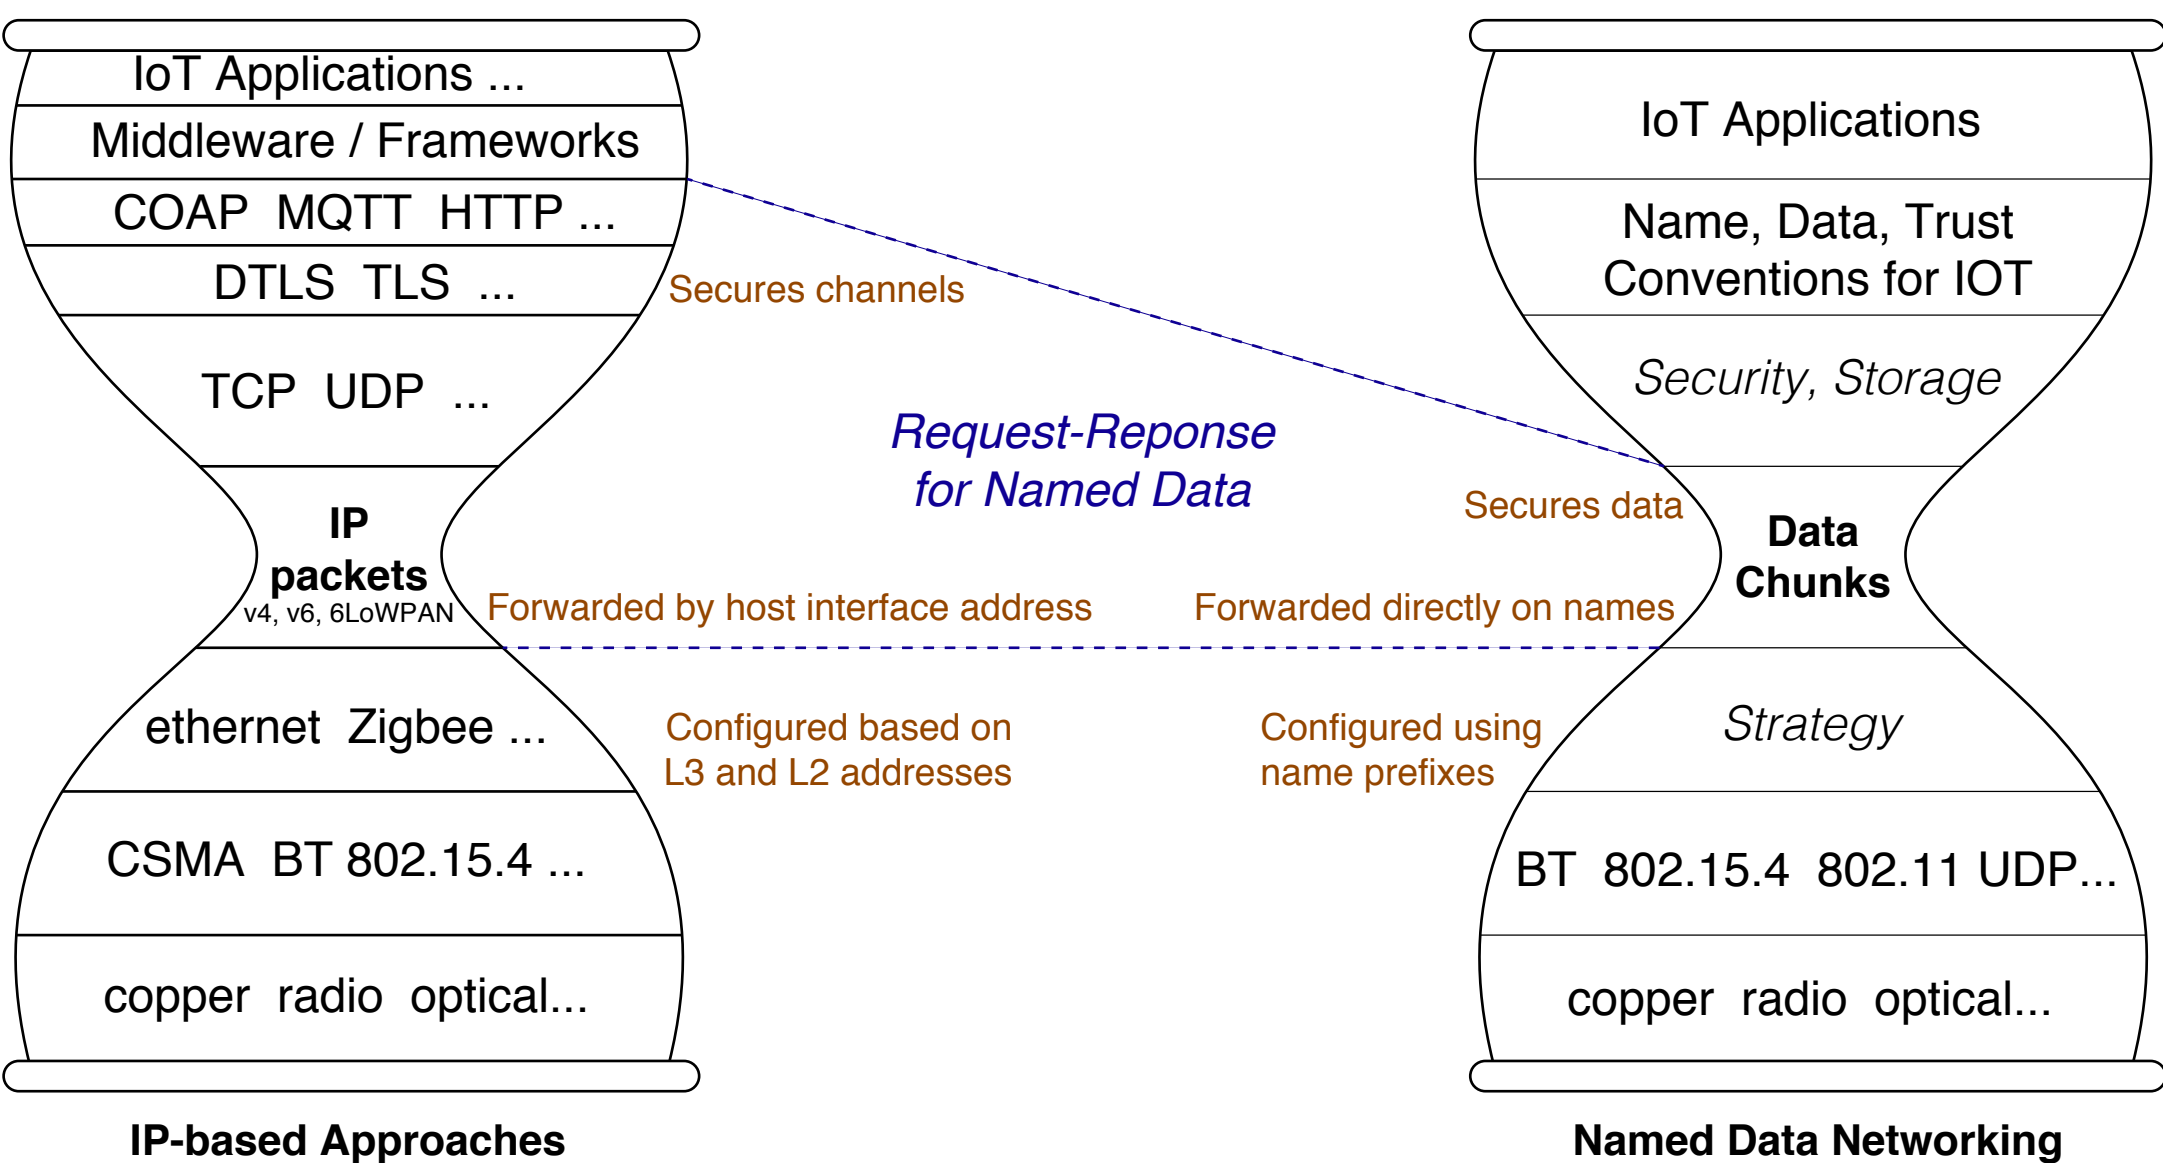 IoT Applications ...
Middleware / Frameworks
COAP MQTT HTTP ...
DTLS TLS ...
TCP UDP ...
IP
packets
v4, v6, 6LoWPAN
ethernet Zigbee ...
CSMA BT 802.15.4 ...
copper radio optical...
IP-based Approaches
Secures channels
Request-Reponse
for Named Data
Secures data
Forwarded by host interface address
Forwarded directly on names
Configured based on
L3 and L2 addresses
Configured using
name prefixes
IoT Applications
Name, Data, Trust
Conventions for IOT
Security, Storage
Data
Chunks
Strategy
BT 802.15.4 802.11 UDP...
copper radio optical...
Named Data Networking